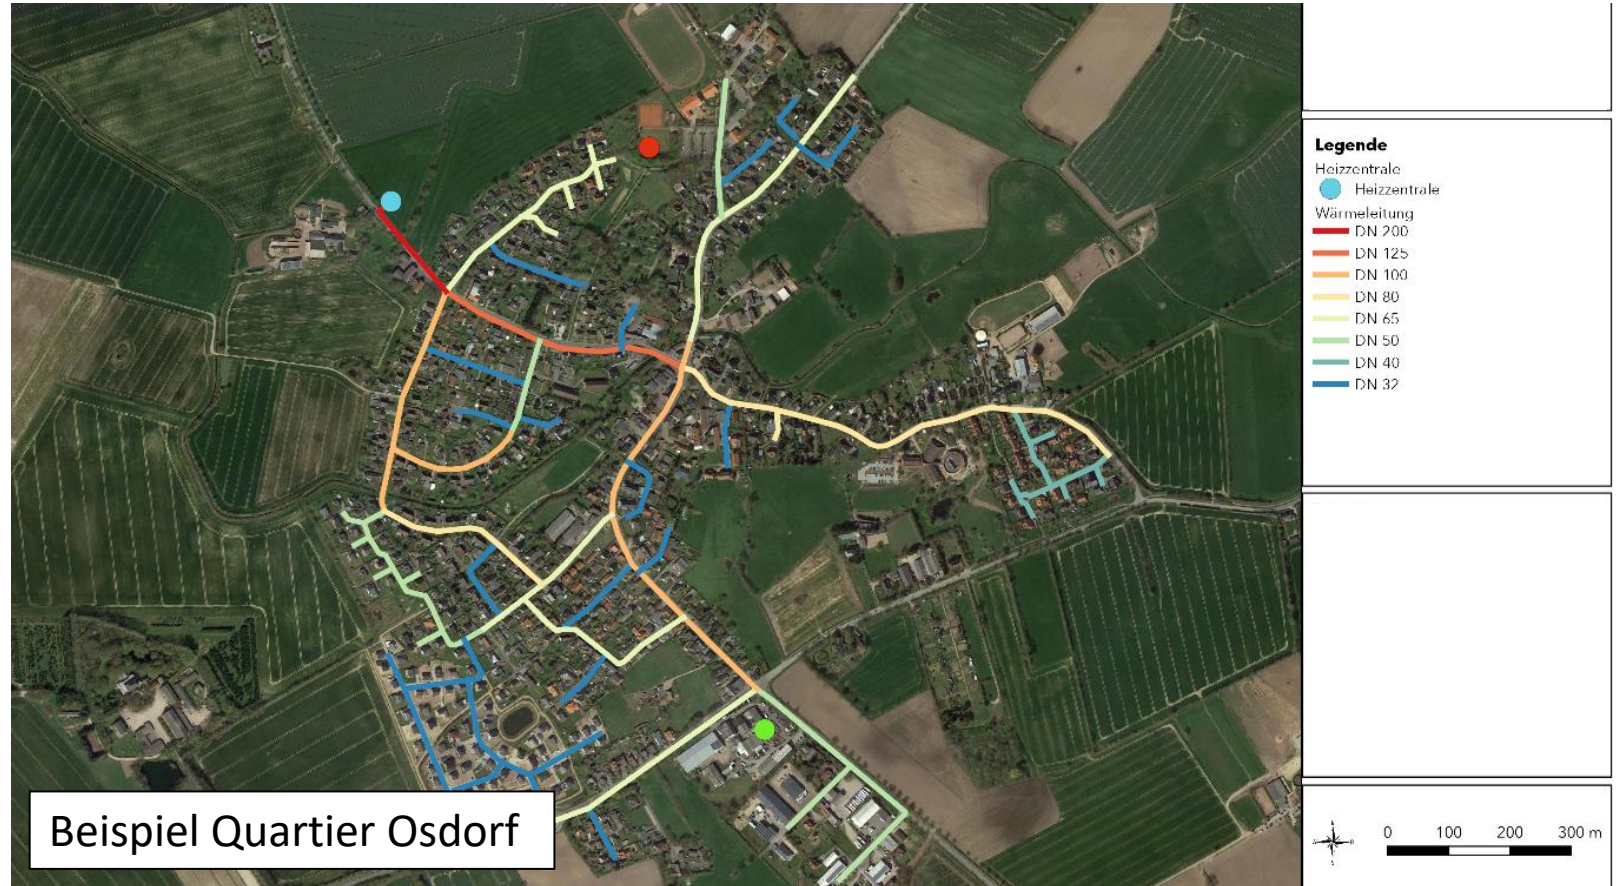 Legende
Heizzentrale
Heizzentrale
Wärmeleitung
DN 200
DN 125
DN 100
DN 80
DN 65
DN 50
DN 40
DN 32
Beispiel Quartier Osdorf
0 100 200 300 m